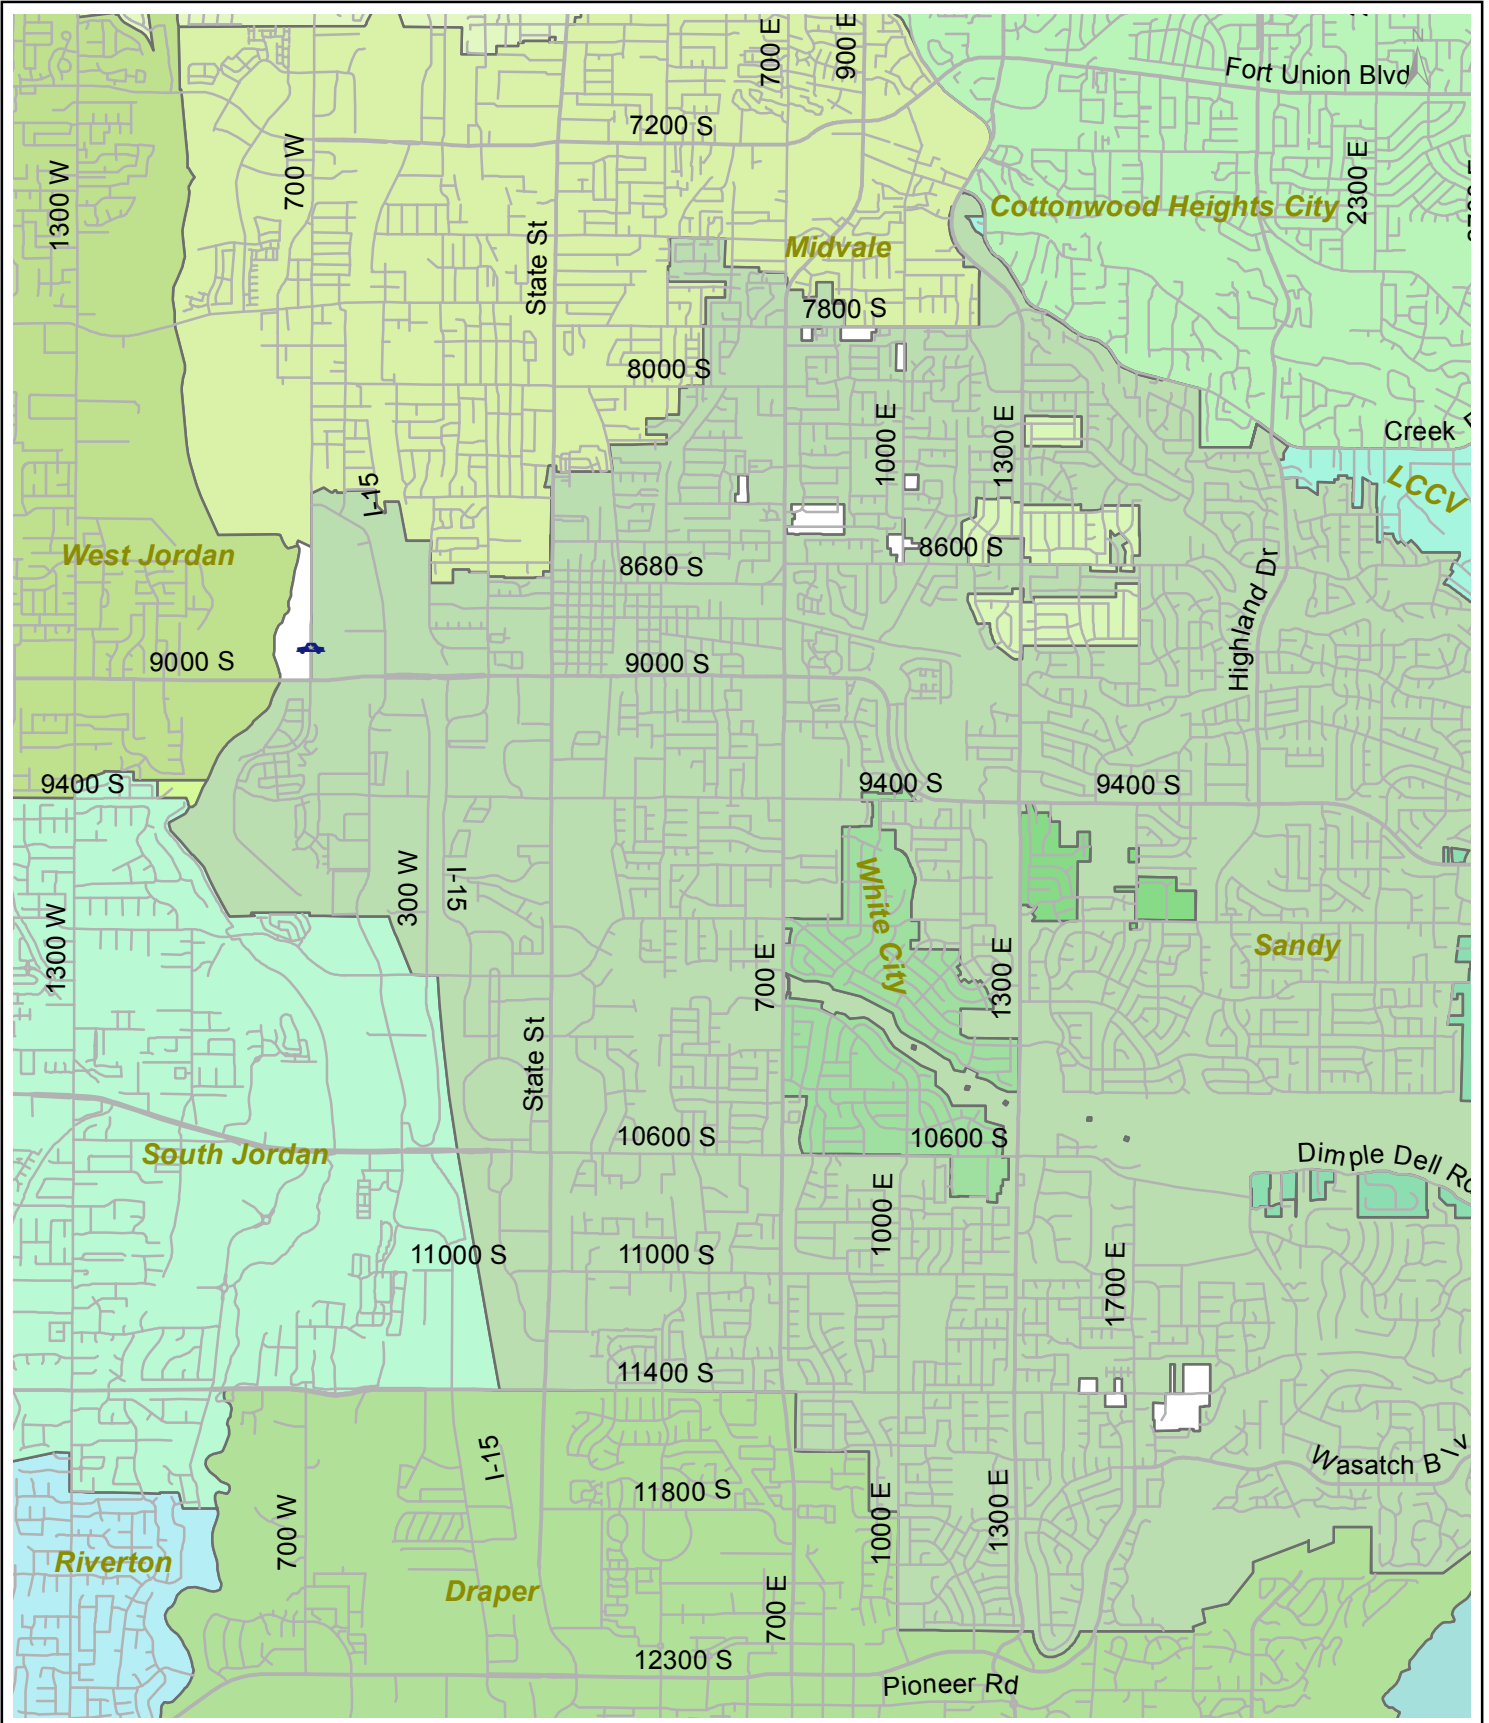 700 E
900 E
Fort Union Blvd
7200 S
1300 W
700 W
2300 E
Cottonwood Heights City
State St
Midvale
7800 S
8000 S
1000 E
1300 E
Creek
I-15
LCCV
West Jordan
8680 S
8600 S
Highland Dr
9000 S
9000 S
9400 S
9400 S
9400 S
300 W
I-15
White City
1300 W
700 E
1300 E
Sandy
State St
10600 S
10600 S
South Jordan
Dimple Dell
1000 E
11000 S
11000 S
1700 E
11400 S
I-15
Wasatch
11800 S
700 W
1000 E
1300 E
Riverton
Draper
700 E
12300 S
Pioneer Rd